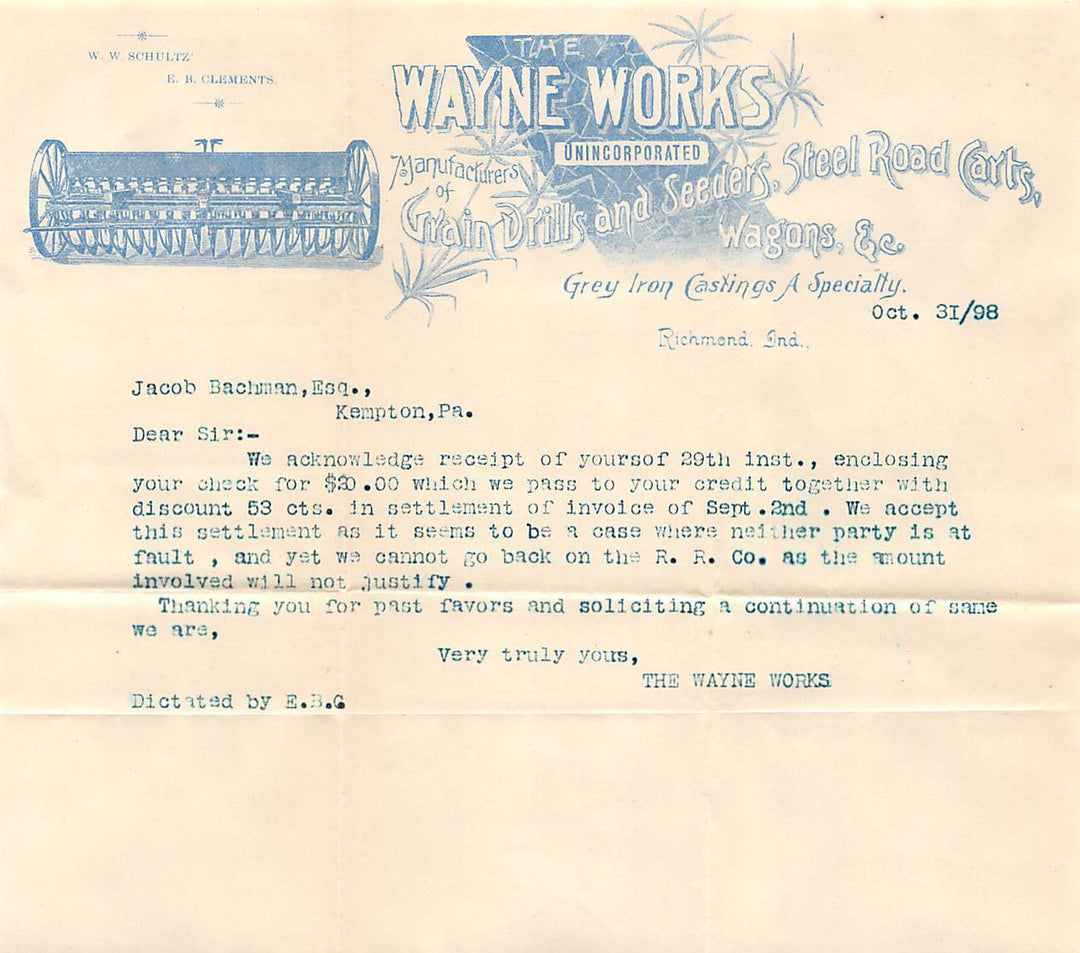 W. W. SCHULTZ
E. B. CLEMENTS.
THE
WAYNE WORKS
UNINCORPORATED
Manufacturers
of
Grain Drills and Seeders, Steel Road Carts,
Wagons, &c.
Grey Iron Castings A Specialty.
Oct. 31/98
Richmond, Ind.,
Jacob Bachman,Esq.,
Kempton,Pa.
Dear Sir:-
We acknowledge receipt of yoursof 29th inst., enclosing
your check for $20.00 which we pass to your credit together with
discount 53 cts. in settlement of invoice of Sept.2nd . We accept
this settlement as it seems to be a case where neither party is at
fault , and yet we cannot go back on the R. R. Co. as the amount
involved will not justify .
Thanking you for past favors and soliciting a continuation of same
we are,
Very truly yous,
THE WAYNE WORKS
Dictated by E.B.C